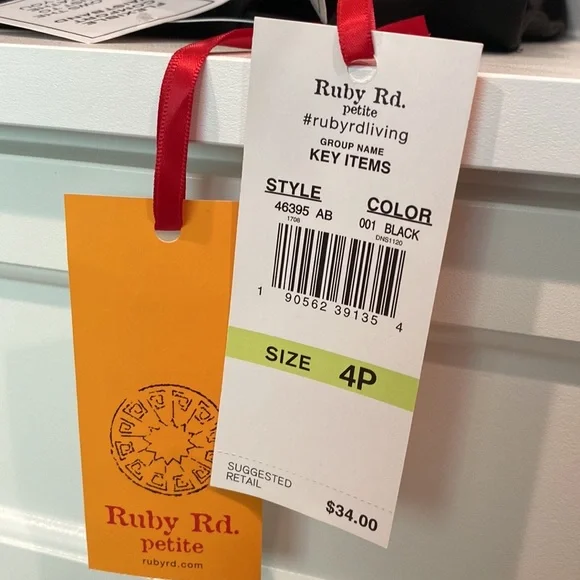 Ruby Rd.
petite
#rubyrdliving
GROUP NAME
KEY ITEMS
STYLE COLOR
46395 AB 001 BLACK
1708 DNS1120
1 90562 39135 4
SIZE 4P
SUGGESTED
RETAIL
$34.00
Ruby Rd.
petite
rubyrd.com